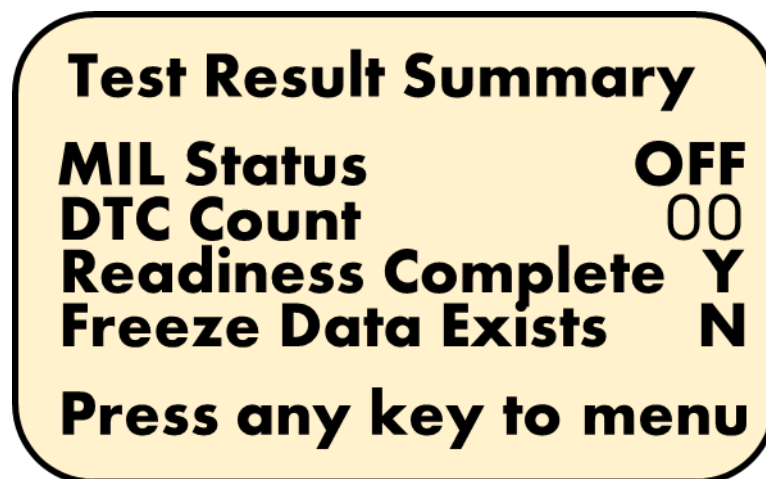 Test Result Summary
MIL Status OFF
DTC Count 00
Readiness Complete Y
Freeze Data Exists N
Press any key to menu